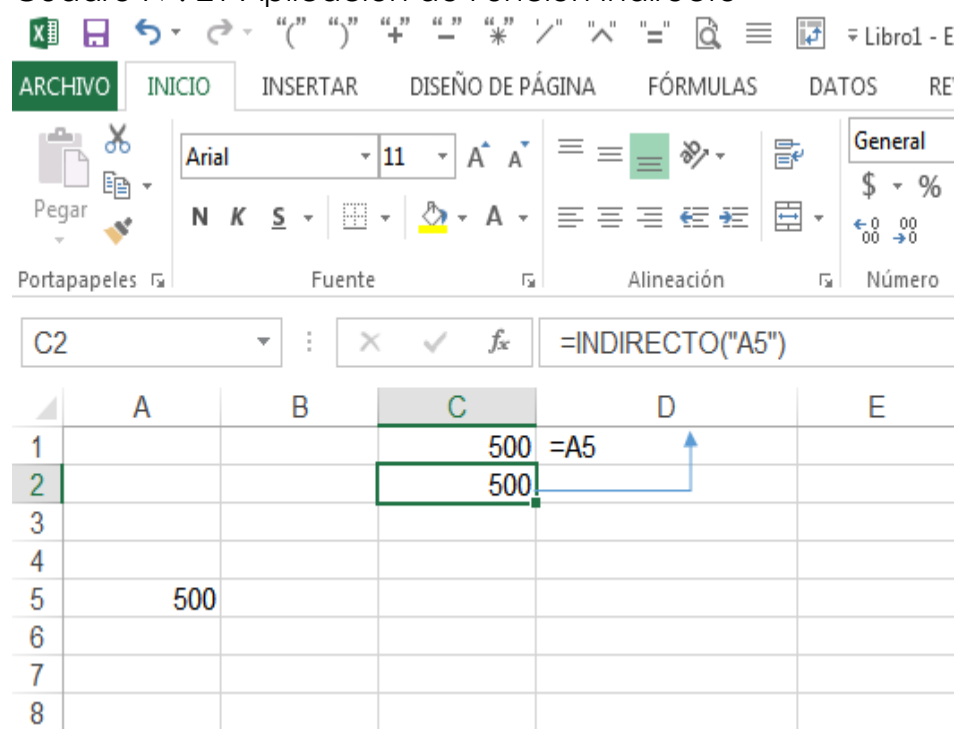 "(" ")" "+" "-" "*" "/" "^" "=" Libro1 - E
ARCHIVO INICIO INSERTAR DISEÑO DE PÁGINA FÓRMULAS DATOS
Arial 11 A A General
Pegar N K S A $ %
Portapapeles Fuente Alineación Número
C2 fx =INDIRECTO("A5")
A B C D E
1 500 =A5
2 500
3
4
5 500
6
7
8